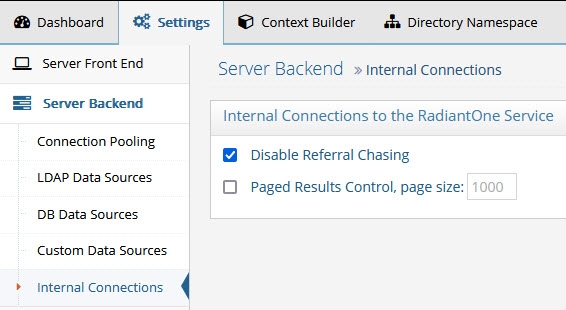 Dashboard Settings Context Builder Directory Namespace
Server Front End
Server Backend
Connection Pooling
LDAP Data Sources
DB Data Sources
Custom Data Sources
Internal Connections
Server Backend » Internal Connections
Internal Connections to the RadiantOne Service
Disable Referral Chasing
Paged Results Control, page size: 1000